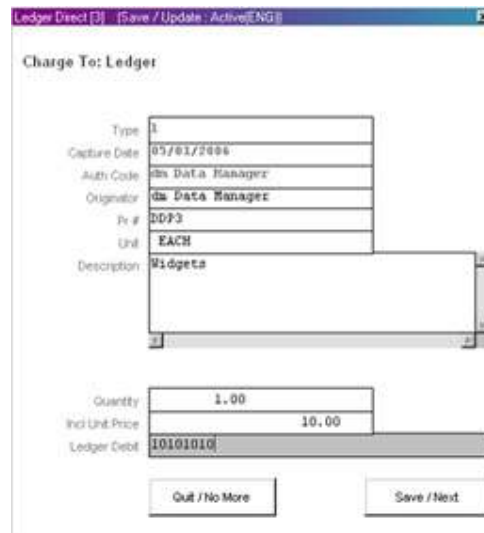 Ledger Direct [3] [Save / Update : Active(ENG)]
Charge To: Ledger
Type 1
Capture Date 05/01/2006
Auth Code dm Data Manager
Originator dm Data Manager
Pr # DDP3
Unit EACH
Description Widgets
Quantity 1.00
Incl Unit Price 10.00
Ledger Debit 10101010
Quit / No More Save / Next